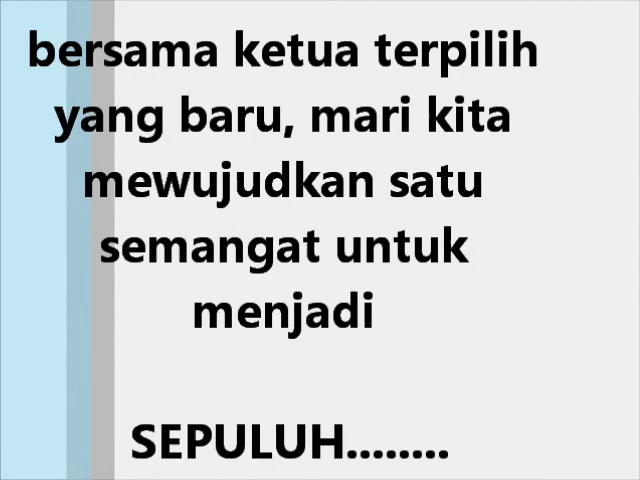 bersama ketua terpilih
yang baru, mari kita
mewujudkan satu
semangat untuk
menjadi
SEPULUH........